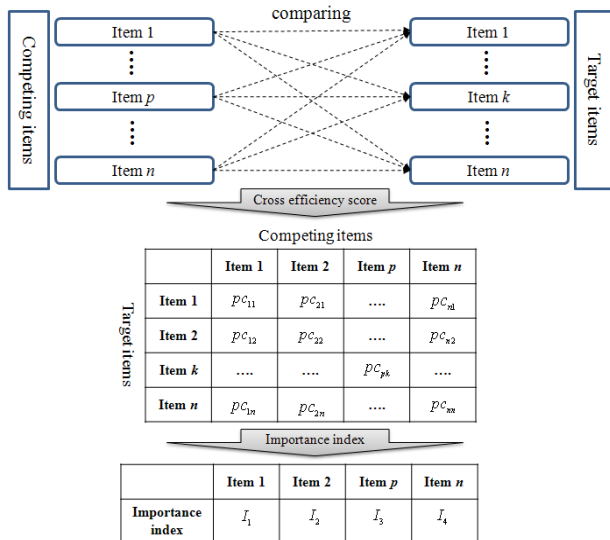 comparing
Competing items
Item 1
Item 1
Target items
Item p
Item k
Item n
Item n
Cross efficiency score
Competing items
Item 1 Item 2 Item p Item n
Target items
Item 1 pc₁₁ pc₂₁ .... pcₙ₁
Item 2 pc₁₂ pc₂₂ .... pcₙ₂
Item k .... .... pcₚₖ ....
Item n pc₁ₙ pc₂ₙ .... pcₙₙ
Importance index
Item 1 Item 2 Item p Item n
Importance index I₁ I₂ I₃ I₄